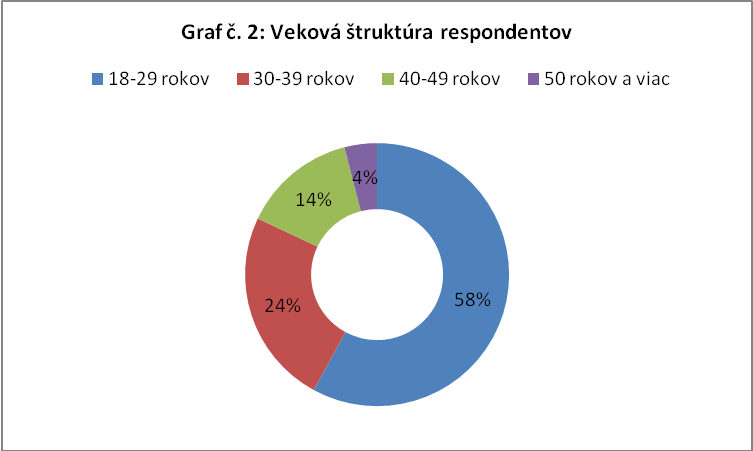 Graf č. 2: Veková štruktúra respondentov
18-29 rokov 30-39 rokov 40-49 rokov 50 rokov a viac
4%
14%
24%
58%